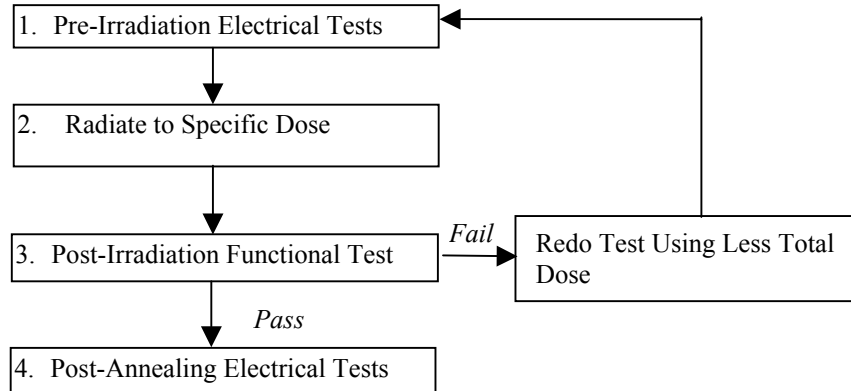 1. Pre-Irradiation Electrical Tests
2. Radiate to Specific Dose
3. Post-Irradiation Functional Test
Fail
Redo Test Using Less Total
Dose
Pass
4. Post-Annealing Electrical Tests